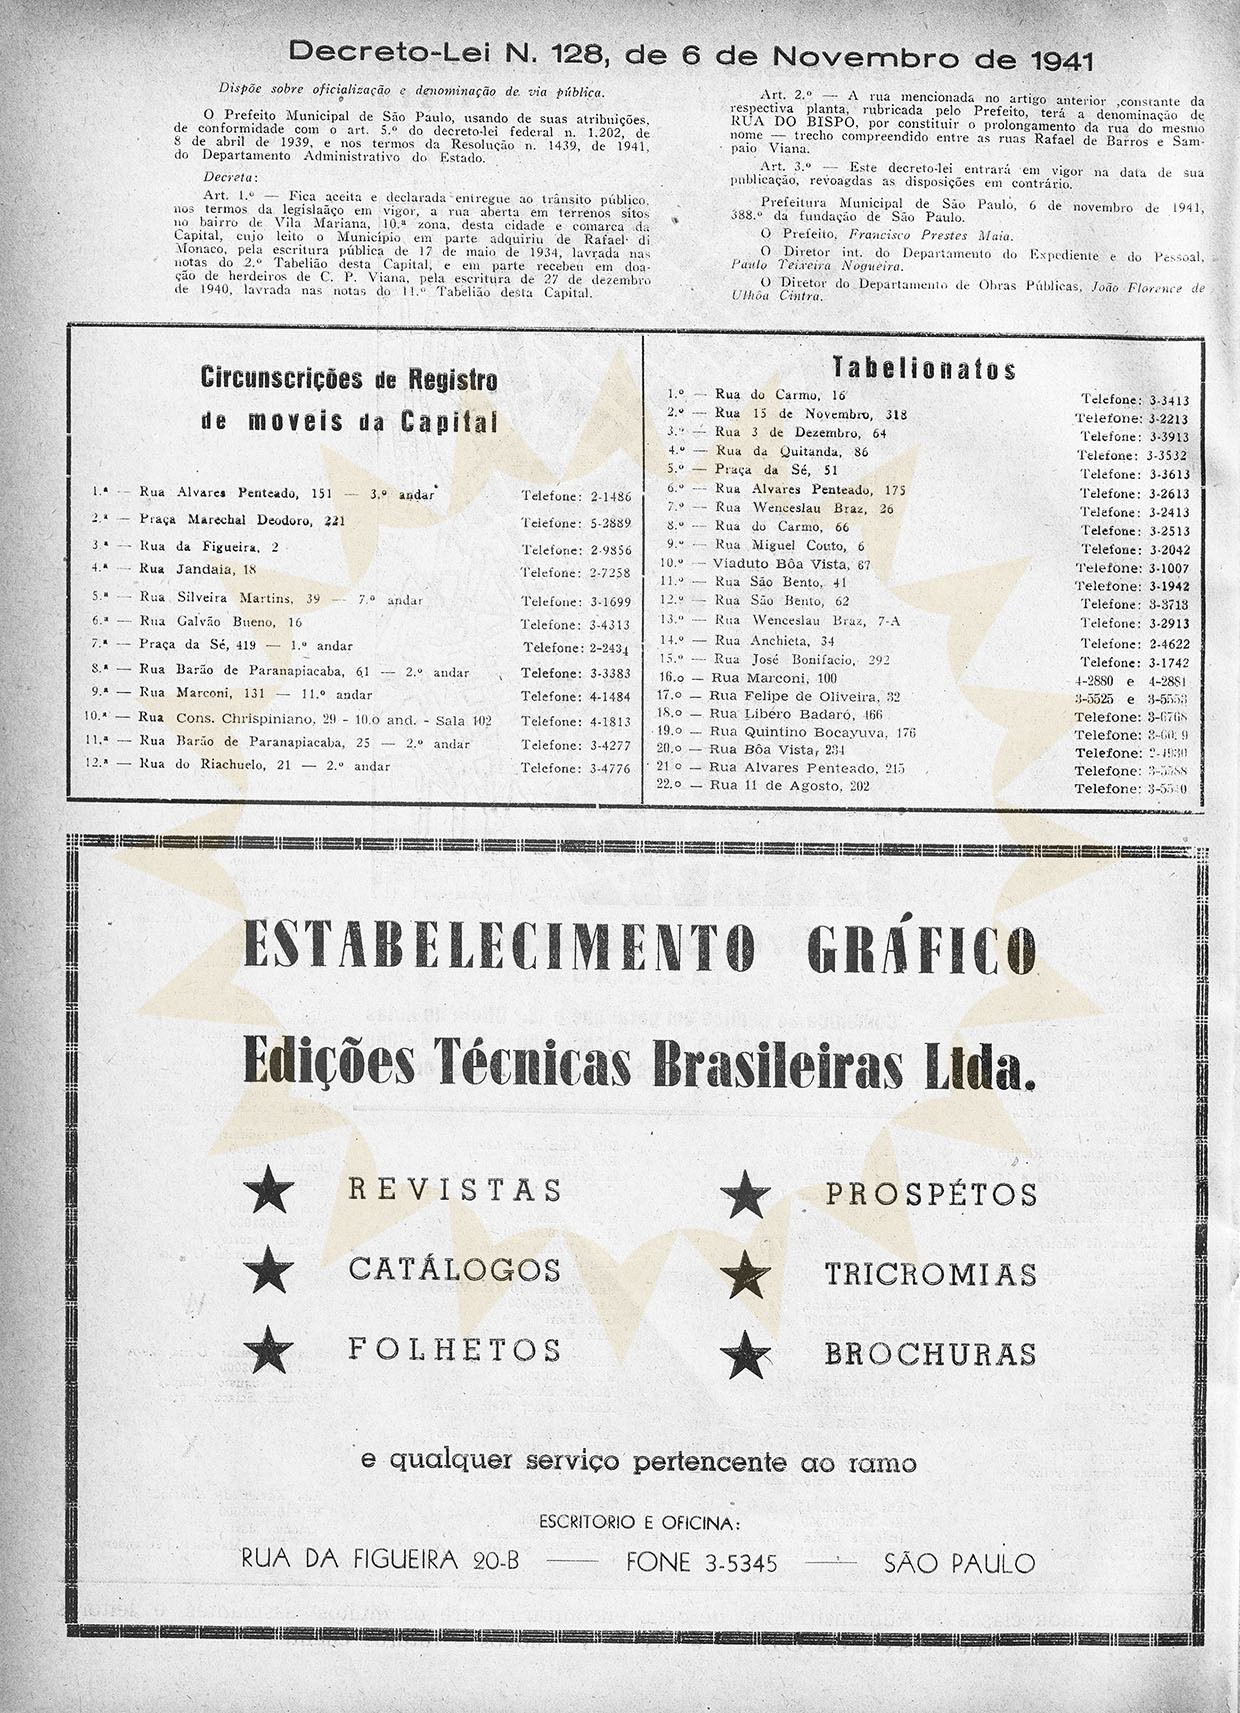 Decreto-Lei N. 128, de 6 de Novembro de 1941
Dispõe sobre oficialização e denominação de via pública.
O Prefeito Municipal de São Paulo, usando de suas atribuições,
de conformidade com o art. 5.º do decreto-lei federal n. 1.202, de
8 de abril de 1939, e nos termos da Resolução n. 1439, de 1941,
do Departamento Administrativo do Estado.
Decreta:
Art. 1.º — Fica aceita e declarada entregue ao trânsito público,
nos termos da legislaãço em vigor, a rua aberta em terrenos sitos
no bairro de Vila Mariana, 10.ª zona, desta cidade e comarca da
Capital, cujo leito o Município em parte adquiriu de Rafael di
Monaco, pela escritura pública de 17 de maio de 1934, lavrada nas
notas do 2.º Tabelião desta Capital, e em parte recebeu em doa-
ção de herdeiros de C. P. Viana, pela escritura de 27 de dezembro
de 1940, lavrada nas notas do 11.º Tabelião desta Capital.
Art. 2.º — A rua mencionada no artigo anterior ,constante da
respectiva planta, rubricada pelo Prefeito, terá a denominação de
RUA DO BISPO, por constituir o prolongamento da rua do mesmo
nome — trecho compreendido entre as ruas Rafael de Barros e Sam-
paio Viana.
Art. 3.º — Este decreto-lei entrará em vigor na data de sua
publicação, revoagdas as disposições em contrário.
Prefeitura Municipal de São Paulo, 6 de novembro de 1941,
388.º da fundação de São Paulo.
O Prefeito, Francisco Prestes Maia.
O Diretor int. do Departamento do Expediente e do Pessoal,
Paulo Teixeira Nogueira.
O Diretor do Departamento de Obras Públicas, João Florence de
Ulhôa Cintra.
Circunscrições de Registro
de moveis da Capital
1.ª — Rua Alvares Penteado, 151 — 3.º andar Telefone: 2-1486
2.ª — Praça Marechal Deodoro, 221 Telefone: 5-2889
3.ª — Rua da Figueira, 2 Telefone: 2-9856
4.ª — Rua Jandaia, 18 Telefone: 2-7258
5.ª — Rua Silveira Martins, 39 — 7.º andar Telefone: 3-1699
6.ª — Rua Galvão Bueno, 16 Telefone: 3-4313
7.ª — Praça da Sé, 419 — 1.º andar Telefone: 2-2434
8.ª — Rua Barão de Paranapiacaba, 61 — 2.º andar Telefone: 3-3383
9.ª — Rua Marconi, 131 — 11.º andar Telefone: 4-1484
10.ª — Rua Cons. Chrispiniano, 29 - 10.o and. - Sala 102 Telefone: 4-1813
11.ª — Rua Barão de Paranapiacaba, 25 — 2.º andar Telefone: 3-4277
12.ª — Rua do Riachuelo, 21 — 2.º andar Telefone: 3-4776
Tabelionatos
1.º — Rua do Carmo, 16 Telefone: 3-3413
2.º — Rua 15 de Novembro, 318 Telefone: 3-2213
3.º — Rua 3 de Dezembro, 64 Telefone: 3-3913
4.º — Rua da Quitanda, 86 Telefone: 3-3532
5.º — Praça da Sé, 51 Telefone: 3-3613
6.º — Rua Alvares Penteado, 175 Telefone: 3-2613
7.º — Rua Wenceslau Braz, 26 Telefone: 3-2413
8.º — Rua do Carmo, 66 Telefone: 3-2513
9.º — Rua Miguel Couto, 6 Telefone: 3-2042
10.º — Viaduto Bôa Vista, 67 Telefone: 3-1007
11.º — Rua São Bento, 41 Telefone: 3-1942
12.º — Rua São Bento, 62 Telefone: 3-3713
13.º — Rua Wenceslau Braz, 7-A Telefone: 3-2913
14.º — Rua Anchieta, 34 Telefone: 2-4622
15.º — Rua José Bonifacio, 292 Telefone: 3-1742
16.o — Rua Marconi, 100 4-2880 e 4-2881
17.o — Rua Felipe de Oliveira, 32 3-5525 e
18.o — Rua Libero Badaró, 466 Telefone: 3-6768
19.o — Rua Quintino Bocayuva, 176 Telefone:
20.o — Rua Bôa Vista, 234 Telefone: 2-4930
21 o — Rua Alvares Penteado, 215 Telefone:
22.o — Rua 11 de Agosto, 202 Telefone:
ESTABELECIMENTO GRÁFICO
Edições Técnicas Brasileiras Ltda.
★ REVISTAS ★ PROSPÉTOS
★ CATÁLOGOS ★ TRICROMIAS
★ FOLHETOS ★ BROCHURAS
e qualquer serviço pertencente ao ramo
ESCRITORIO E OFICINA:
RUA DA FIGUEIRA 20-B — FONE 3-5345 — SÃO PAULO